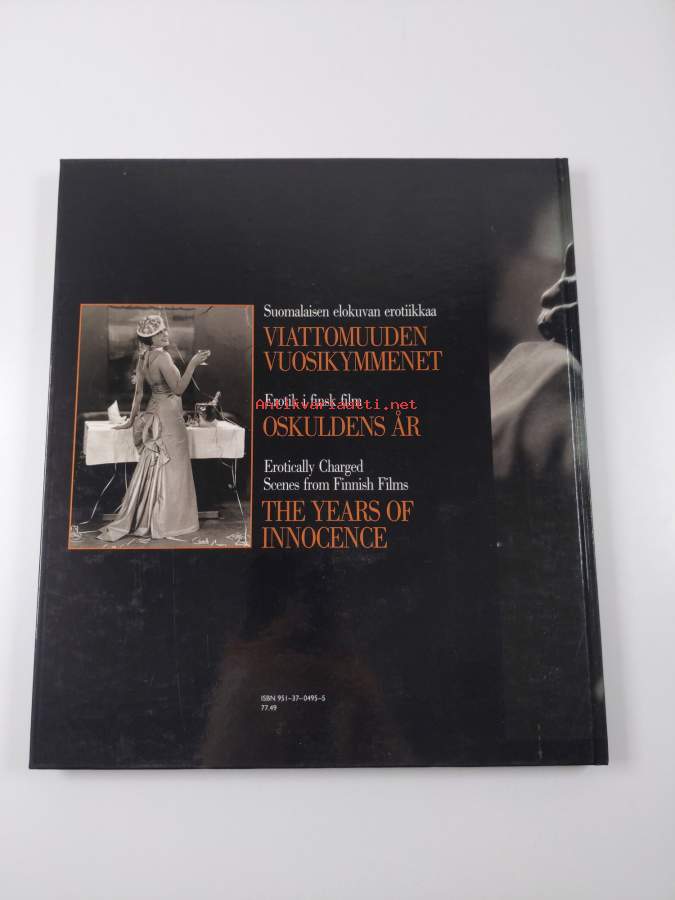 Suomalaisen elokuvan erotiikkaa
VIATTOMUUDEN
VUOSIKYMMENET
Erotik i finsk film
Antikvariaatti.net
OSKULDENS ÅR
Erotically Charged
Scenes from Finnish Films
THE YEARS OF
INNOCENCE
ISBN 951–37–0495–5
77.49